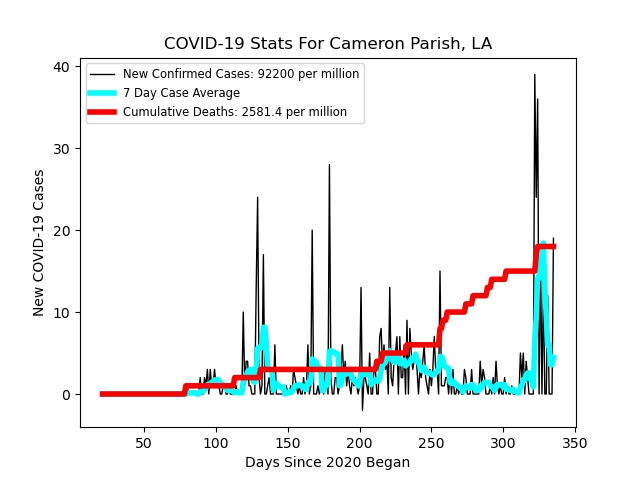 COVID-19 Stats For Cameron Parish, LA
New Confirmed Cases: 92200 per million
7 Day Case Average
Cumulative Deaths: 2581.4 per million
New COVID-19 Cases
40
30
20
10
0
50 100 150 200 250 300 350
Days Since 2020 Began